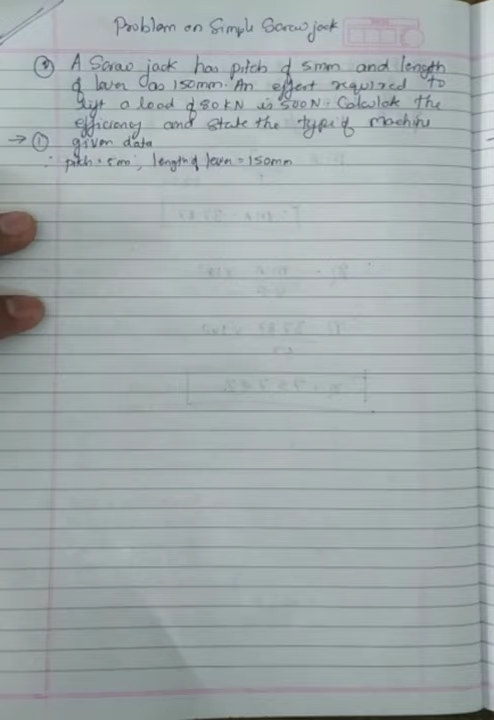 Problem on Simple Screw jack
A Screw jack has pitch of 5mm and length
of lever as 150mm. An effort required to
lift a load of 80 kN is 500N. Calculate the
efficiency and state the type of machine
→ ① given data
∴ pitch = 5mm, length of lever = 150mm